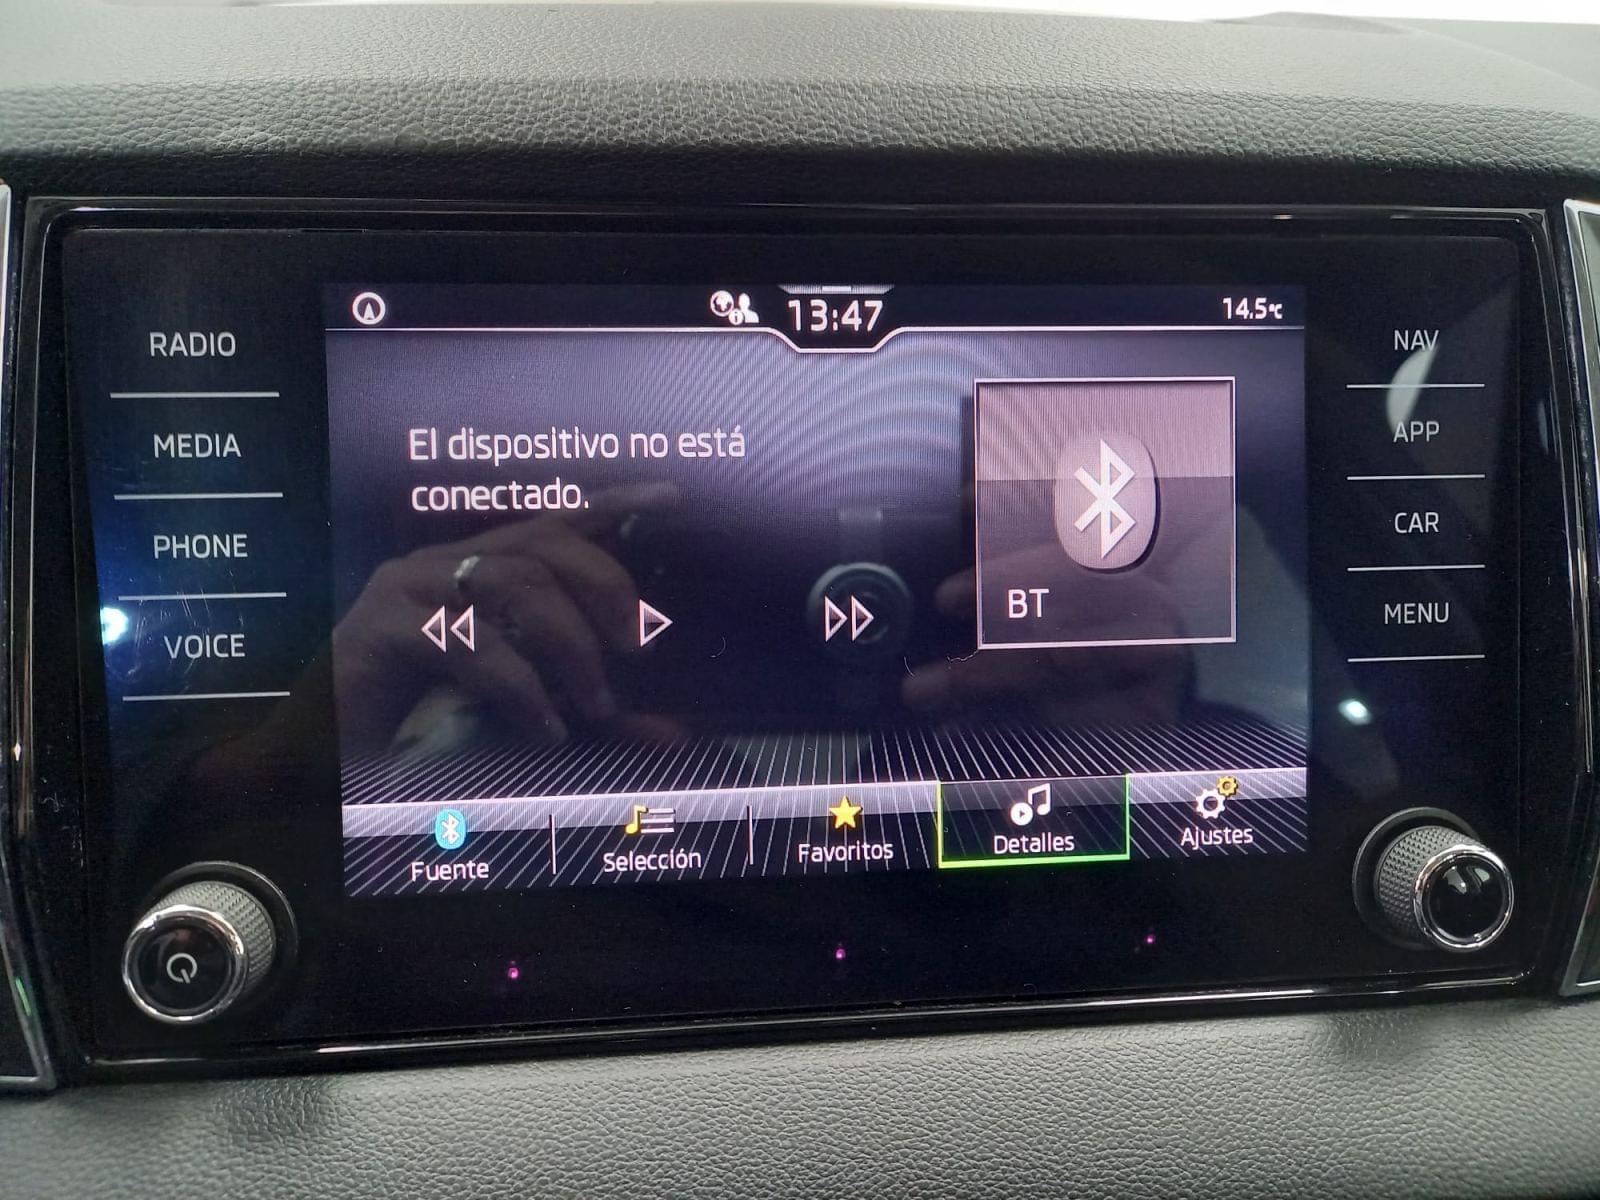 13:47
14.5°C
RADIO
MEDIA
PHONE
VOICE
El dispositivo no está
conectado.
BT
Fuente
Selección
Favoritos
Detalles
Ajustes
NAV
APP
CAR
MENU